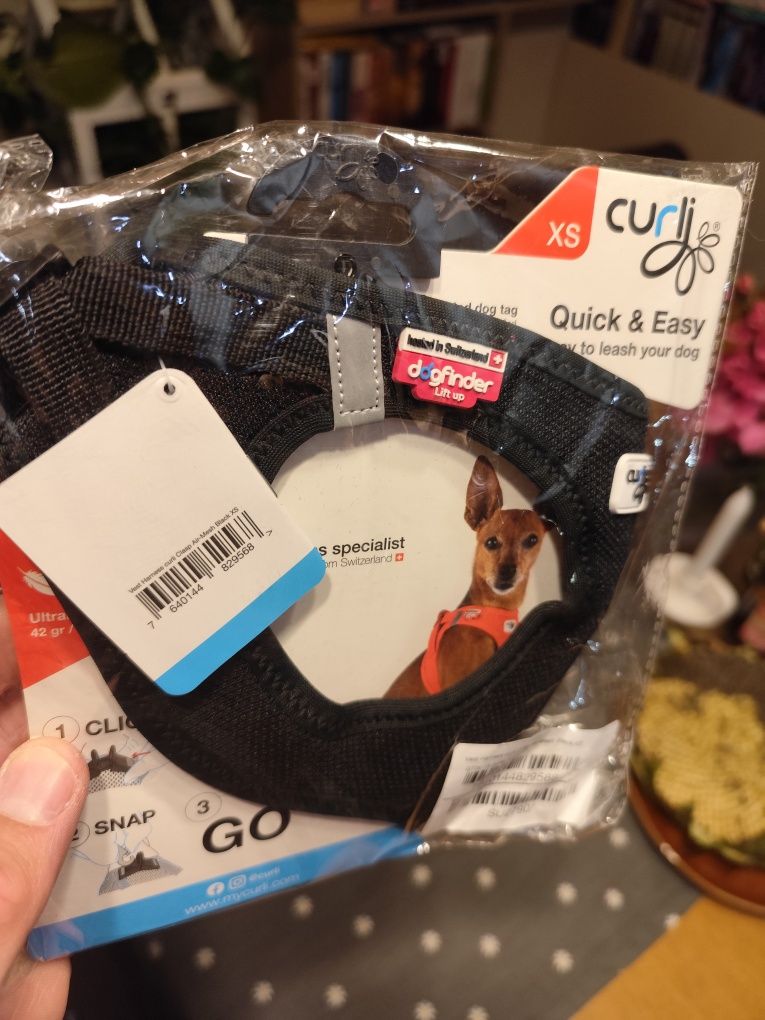 XS
curli
®
Quick & Easy
to leash your dog
dog tag
hosted in Switzerland
dogfinder
Lift up
s specialist
om Switzerland
Vest Harness curli Clasp Air-Mesh Black XS
7 640144 829568 >
Ultra
42 gr /
1 CLIC
2 SNAP
3
GO
@curli
www.mycurli.com